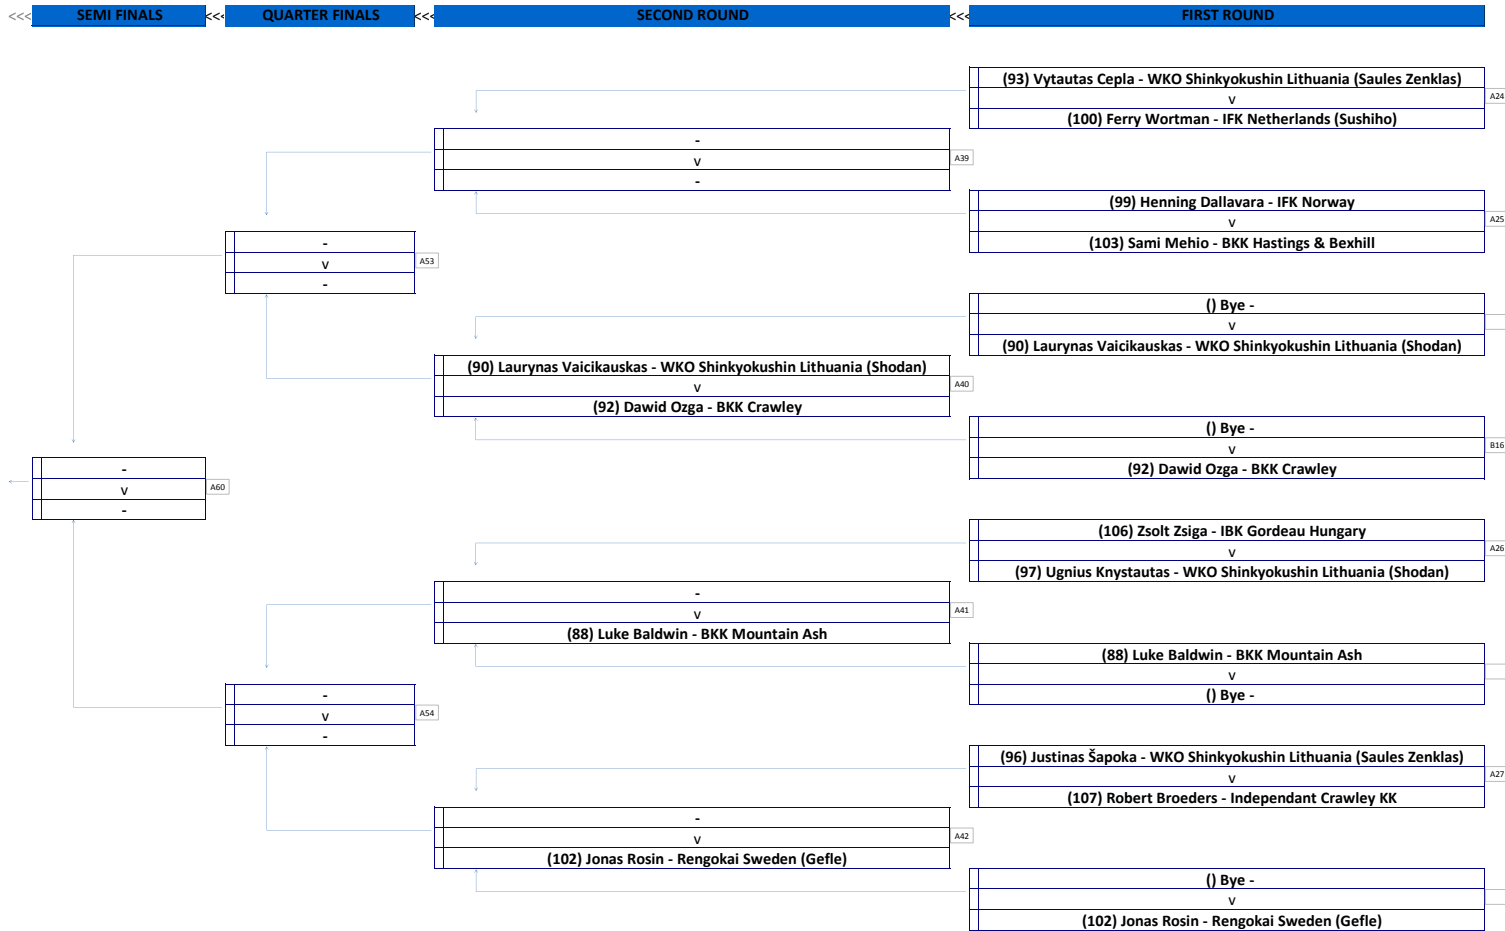 <<< SEMI FINALS <<< QUARTER FINALS <<< SECOND ROUND <<< FIRST ROUND
(93) Vytautas Cepla - WKO Shinkyokushin Lithuania (Saules Zenklas)
v
A24
(100) Ferry Wortman - IFK Netherlands (Sushiho)
-
v
A39
-
(99) Henning Dallavara - IFK Norway
v
A25
(103) Sami Mehio - BKK Hastings & Bexhill
-
v
A53
-
() Bye -
v
(90) Laurynas Vaicikauskas - WKO Shinkyokushin Lithuania (Shodan)
(90) Laurynas Vaicikauskas - WKO Shinkyokushin Lithuania (Shodan)
v
A40
(92) Dawid Ozga - BKK Crawley
() Bye -
v
B16
(92) Dawid Ozga - BKK Crawley
-
v
A60
-
(106) Zsolt Zsiga - IBK Gordeau Hungary
v
A26
(97) Ugnius Knystautas - WKO Shinkyokushin Lithuania (Shodan)
-
v
A41
(88) Luke Baldwin - BKK Mountain Ash
(88) Luke Baldwin - BKK Mountain Ash
v
() Bye -
-
v
A54
-
(96) Justinas Šapoka - WKO Shinkyokushin Lithuania (Saules Zenklas)
v
A27
(107) Robert Broeders - Independant Crawley KK
-
v
A42
(102) Jonas Rosin - Rengokai Sweden (Gefle)
() Bye -
v
(102) Jonas Rosin - Rengokai Sweden (Gefle)